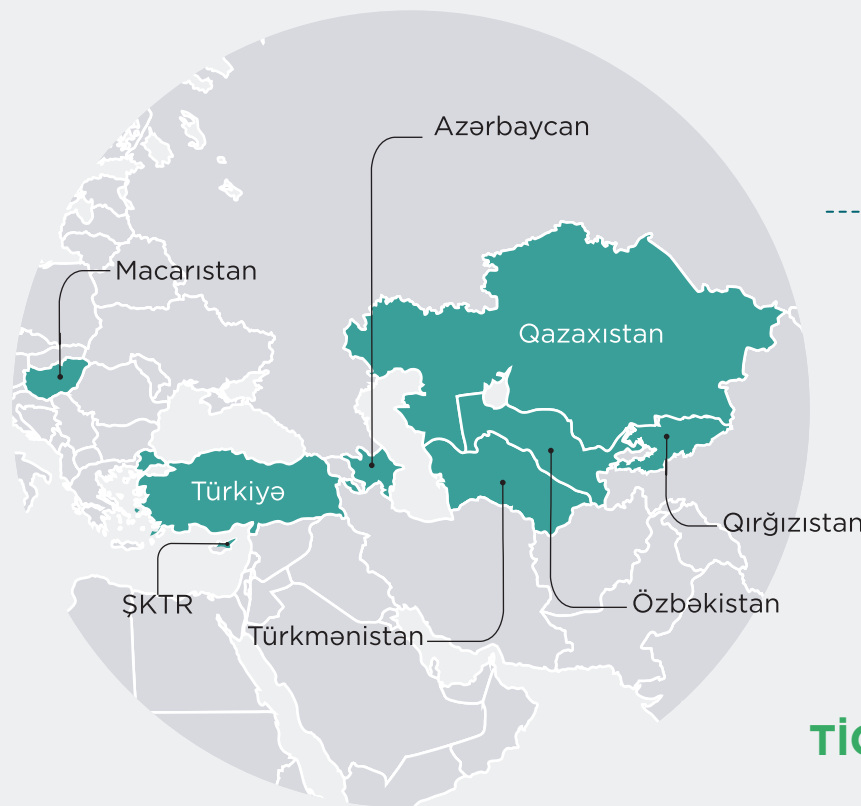 Azərbaycan
Macarıstan
Qazaxıstan
Türkiyə
Qırğızıstan
ŞKTR
Özbəkistan
Türkmənistan